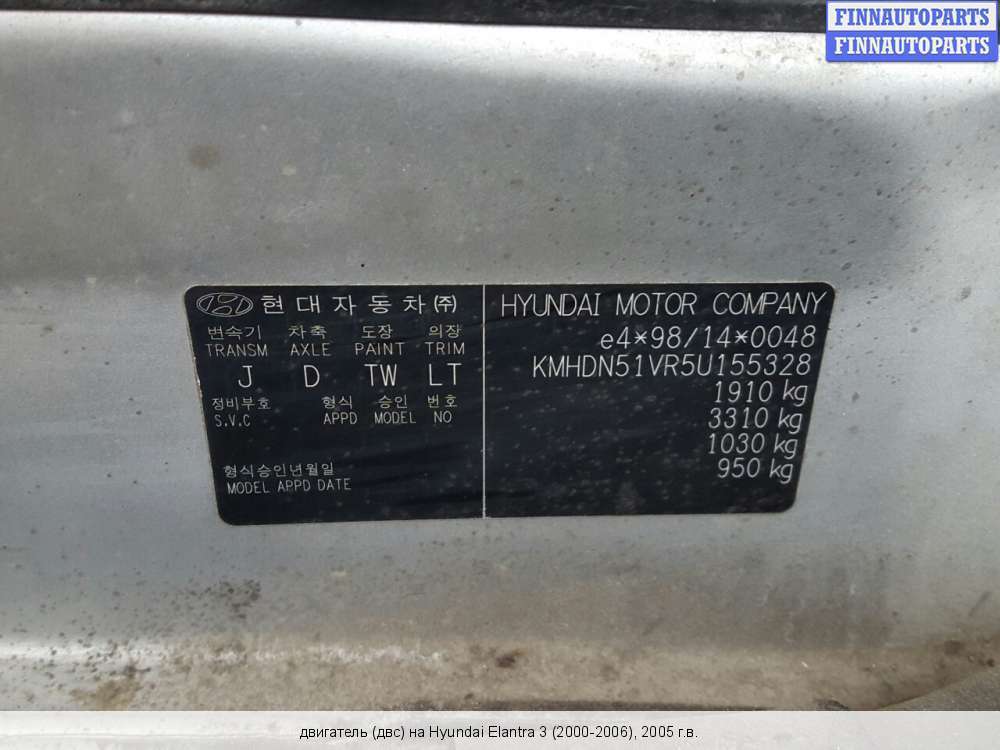 FINNAUTOPARTS
FINNAUTOPARTS
현대자동차㈜
변속기 차축 도장 의장
TRANSM AXLE PAINT TRIM
J D TW LT
정비부호 형식 승인 번호
S.V.C APPD MODEL NO
형식승인년월일
MODEL APPD DATE
HYUNDAI MOTOR COMPANY
e4*98/14*0048
KMHDN51VR5U155328
1910 kg
3310 kg
1030 kg
950 kg
двигатель (двс) на Hyundai Elantra 3 (2000-2006), 2005 г.в.